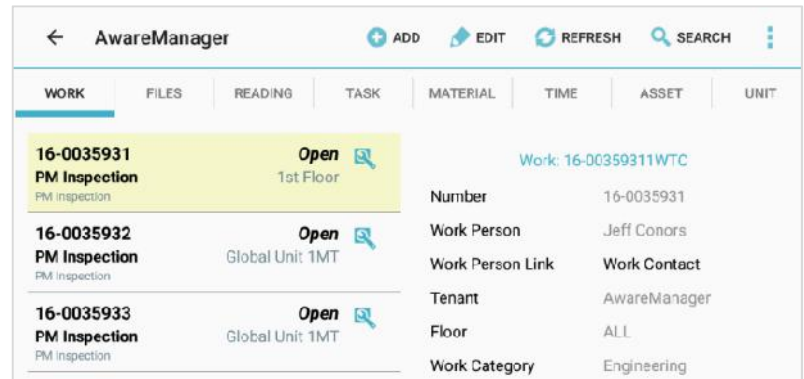 AwareManager ADD EDIT REFRESH SEARCH
WORK FILES READING TASK MATERIAL TIME ASSET UNIT
16-0035931 Open
PM Inspection 1st Floor
PM Inspection
16-0035932 Open
PM Inspection Global Unit 1MT
PM Inspection
16-0035933 Open
PM Inspection Global Unit 1MT
PM Inspection
Work: 16-00359311WTC
Number 16-0035931
Work Person Jeff Conors
Work Person Link Work Contact
Tenant AwareManager
Floor ALL
Work Category Engineering